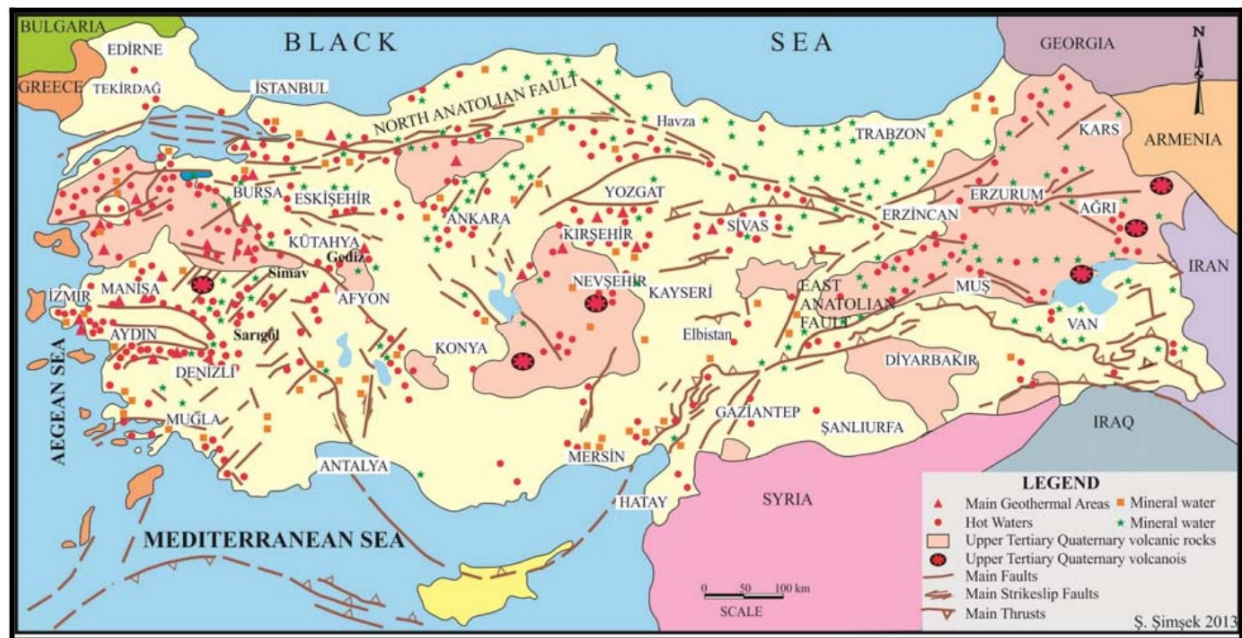 BULGARIA
EDİRNE
GREECE
TEKİRDAĞ
İSTANBUL
BLACK SEA
GEORGIA
N
NORTH ANATOLIAN FAULT
Havza
TRABZON
KARS
ARMENIA
BURSA
ESKİŞEHİR
ANKARA
YOZGAT
SİVAS
ERZİNCAN
ERZURUM
AĞRI
KÜTAHYA
Gediz
Simav
KIRŞEHİR
İRAN
MANİSA
AFYON
NEVŞEHİR
KAYSERİ
EAST
ANATOLIAN
FAULT
MUŞ
VAN
İZMİR
AYDIN
Sarıgöl
KONYA
Elbistan
DİYARBAKIR
DENİZLİ
MUĞLA
AEGEAN SEA
ANTALYA
MERSİN
GAZİANTEP
ŞANLIURFA
IRAQ
HATAY
SYRIA
MEDITERRANEAN SEA
0 50 100 km
SCALE
LEGEND
Main Geothermal Areas
Mineral water
Hot Waters
Mineral water
Upper Tertiary Quaternary volcanic rocks
Upper Tertiary Quaternary volcanois
Main Faults
Main Strikeslip Faults
Main Thrusts
Ş. Şimşek 2013